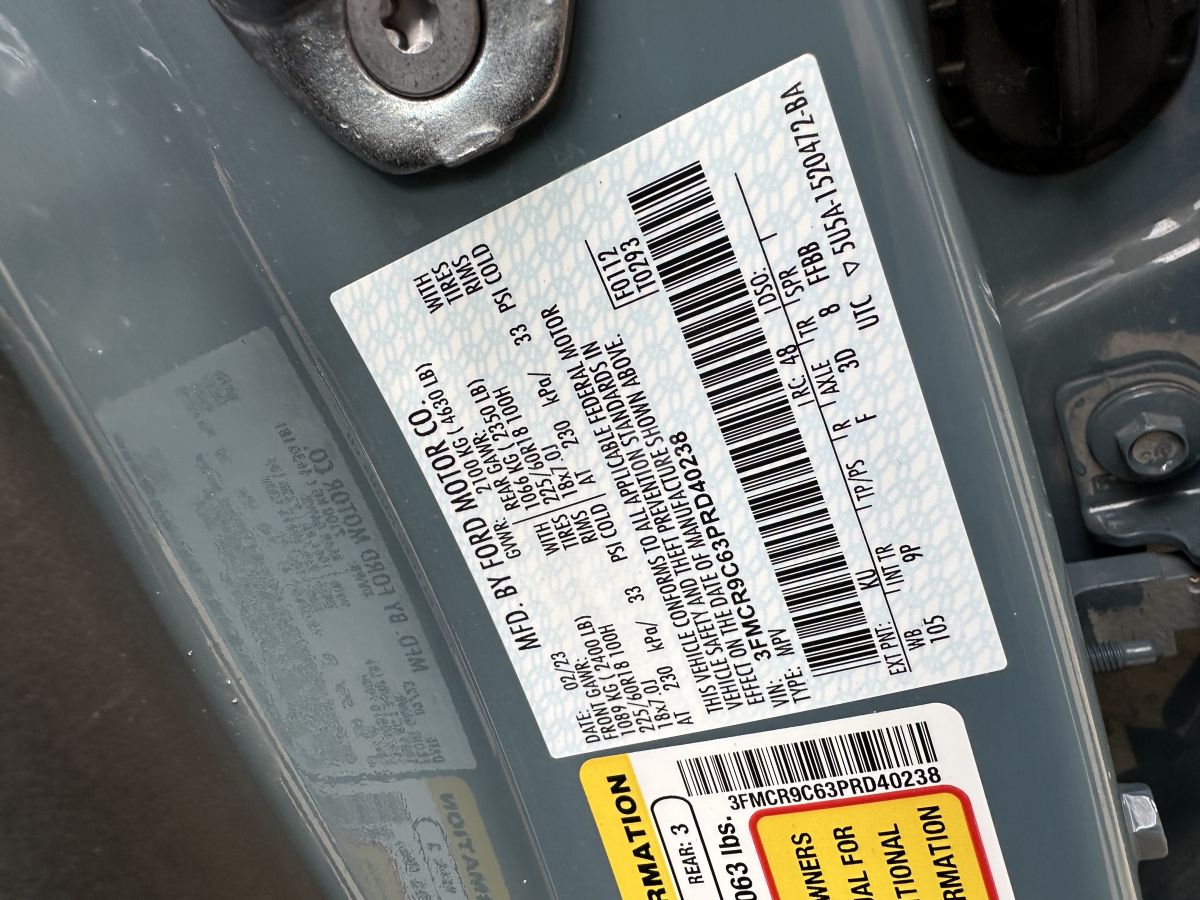 MFD. BY FORD MOTOR CO.
DATE: 02/23 GVWR: 2100 KG ( 4630 LB)
FRONT GAWR: REAR GAWR: WITH
1089 KG ( 2400 LB) WITH 1066 KG ( 2350 LB) TIRES
225/60R18 100H TIRES 225/60R18 100H RMS
18x7.0J RMS 18x7.0J
AT 230 kPa/ 33 PSI COLD AT 230 kPa/ 33 PSI COLD
THIS VEHICLE CONFORMS TO ALL APPLICABLE FEDERAL MOTOR
VEHICLE SAFETY AND THEFT PREVENTION STANDARDS IN
EFFECT ON THE DATE OF MANUFACTURE SHOWN ABOVE.
VIN: 3FMCR9C63PRD40238 F0112
TYPE: MPV T0293
EXT PNT: KU RC: 48 DSO:
WB INT TR TP/PS R AXLE TR SPR
105 9P F 3D 8 FFBB
UTC ▽ 5U5A-1520472-BA
3FMCR9C63PRD40238
RMATION
REAR: 3
063 lbs.
WNERS
UAL FOR
ITIONAL
ORMATION